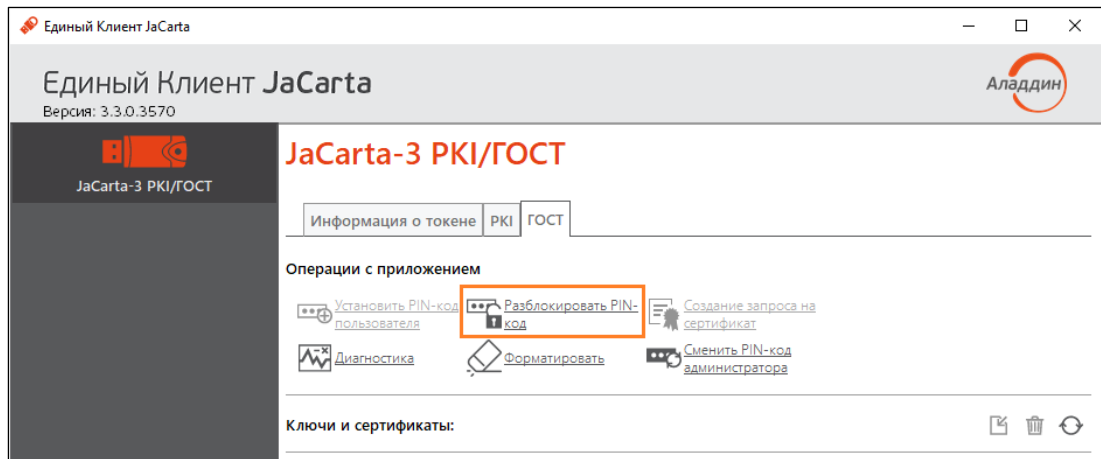 Единый Клиент JaCarta
Единый Клиент JaCarta
Версия: 3.3.0.3570
Аладдин
JaCarta-3 PKI/ГОСТ
JaCarta-3 PKI/ГОСТ
Информация о токене PKI ГОСТ
Операции с приложением
Установить PIN-код
пользователя
Разблокировать PIN-
код
Создание запроса на
сертификат
Диагностика
Форматировать
Сменить PIN-код
администратора
Ключи и сертификаты: